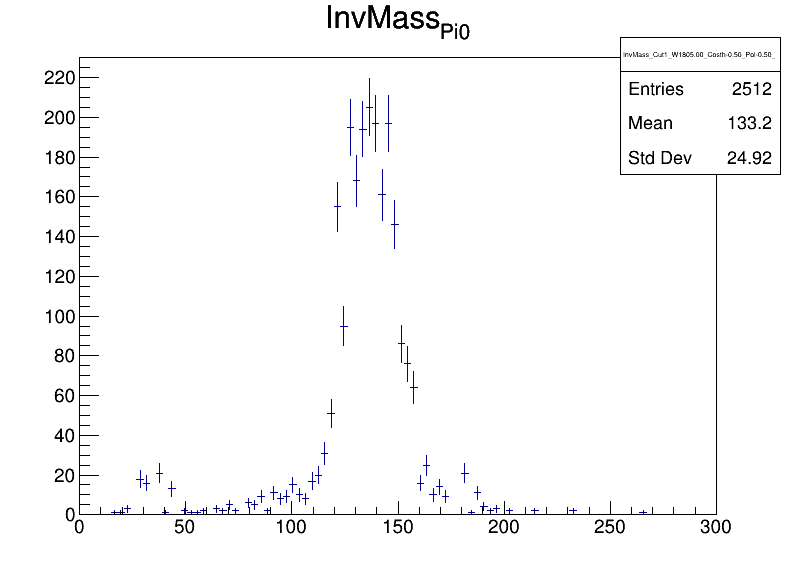 InvMassPi0
InvMass_Cut1_W1805.00_Costh-0.50_Pol-0.50_
Entries 2512
Mean 133.2
Std Dev 24.92
220
200
180
160
140
120
100
80
60
40
20
0
0 50 100 150 200 250 300